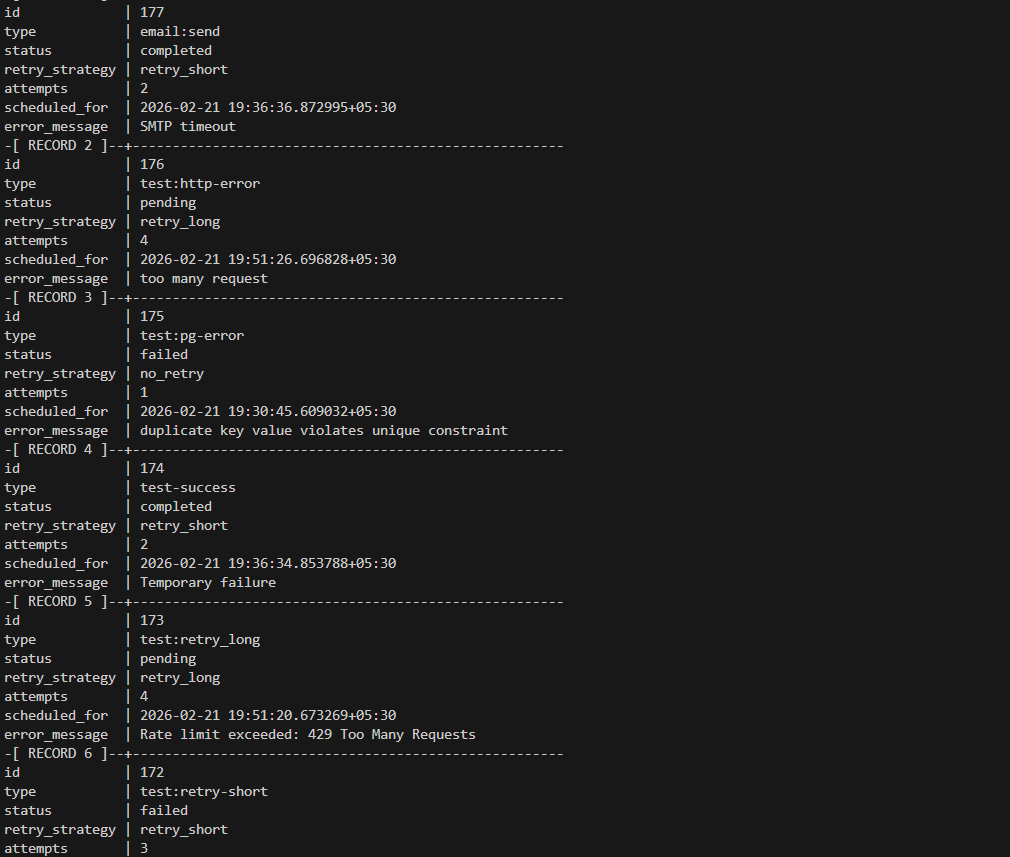 id             | 177
type           | email:send
status         | completed
retry_strategy | retry_short
attempts       | 2
scheduled_for  | 2026-02-21 19:36:36.872995+05:30
error_message  | SMTP timeout
-[ RECORD 2 ]--+------------------------------------------------------
id             | 176
type           | test:http-error
status         | pending
retry_strategy | retry_long
attempts       | 4
scheduled_for  | 2026-02-21 19:51:26.696828+05:30
error_message  | too many request
-[ RECORD 3 ]--+------------------------------------------------------
id             | 175
type           | test:pg-error
status         | failed
retry_strategy | no_retry
attempts       | 1
scheduled_for  | 2026-02-21 19:30:45.609032+05:30
error_message  | duplicate key value violates unique constraint
-[ RECORD 4 ]--+------------------------------------------------------
id             | 174
type           | test-success
status         | completed
retry_strategy | retry_short
attempts       | 2
scheduled_for  | 2026-02-21 19:36:34.853788+05:30
error_message  | Temporary failure
-[ RECORD 5 ]--+------------------------------------------------------
id             | 173
type           | test:retry_long
status         | pending
retry_strategy | retry_long
attempts       | 4
scheduled_for  | 2026-02-21 19:51:20.673269+05:30
error_message  | Rate limit exceeded: 429 Too Many Requests
-[ RECORD 6 ]--+------------------------------------------------------
id             | 172
type           | test:retry-short
status         | failed
retry_strategy | retry_short
attempts       | 3